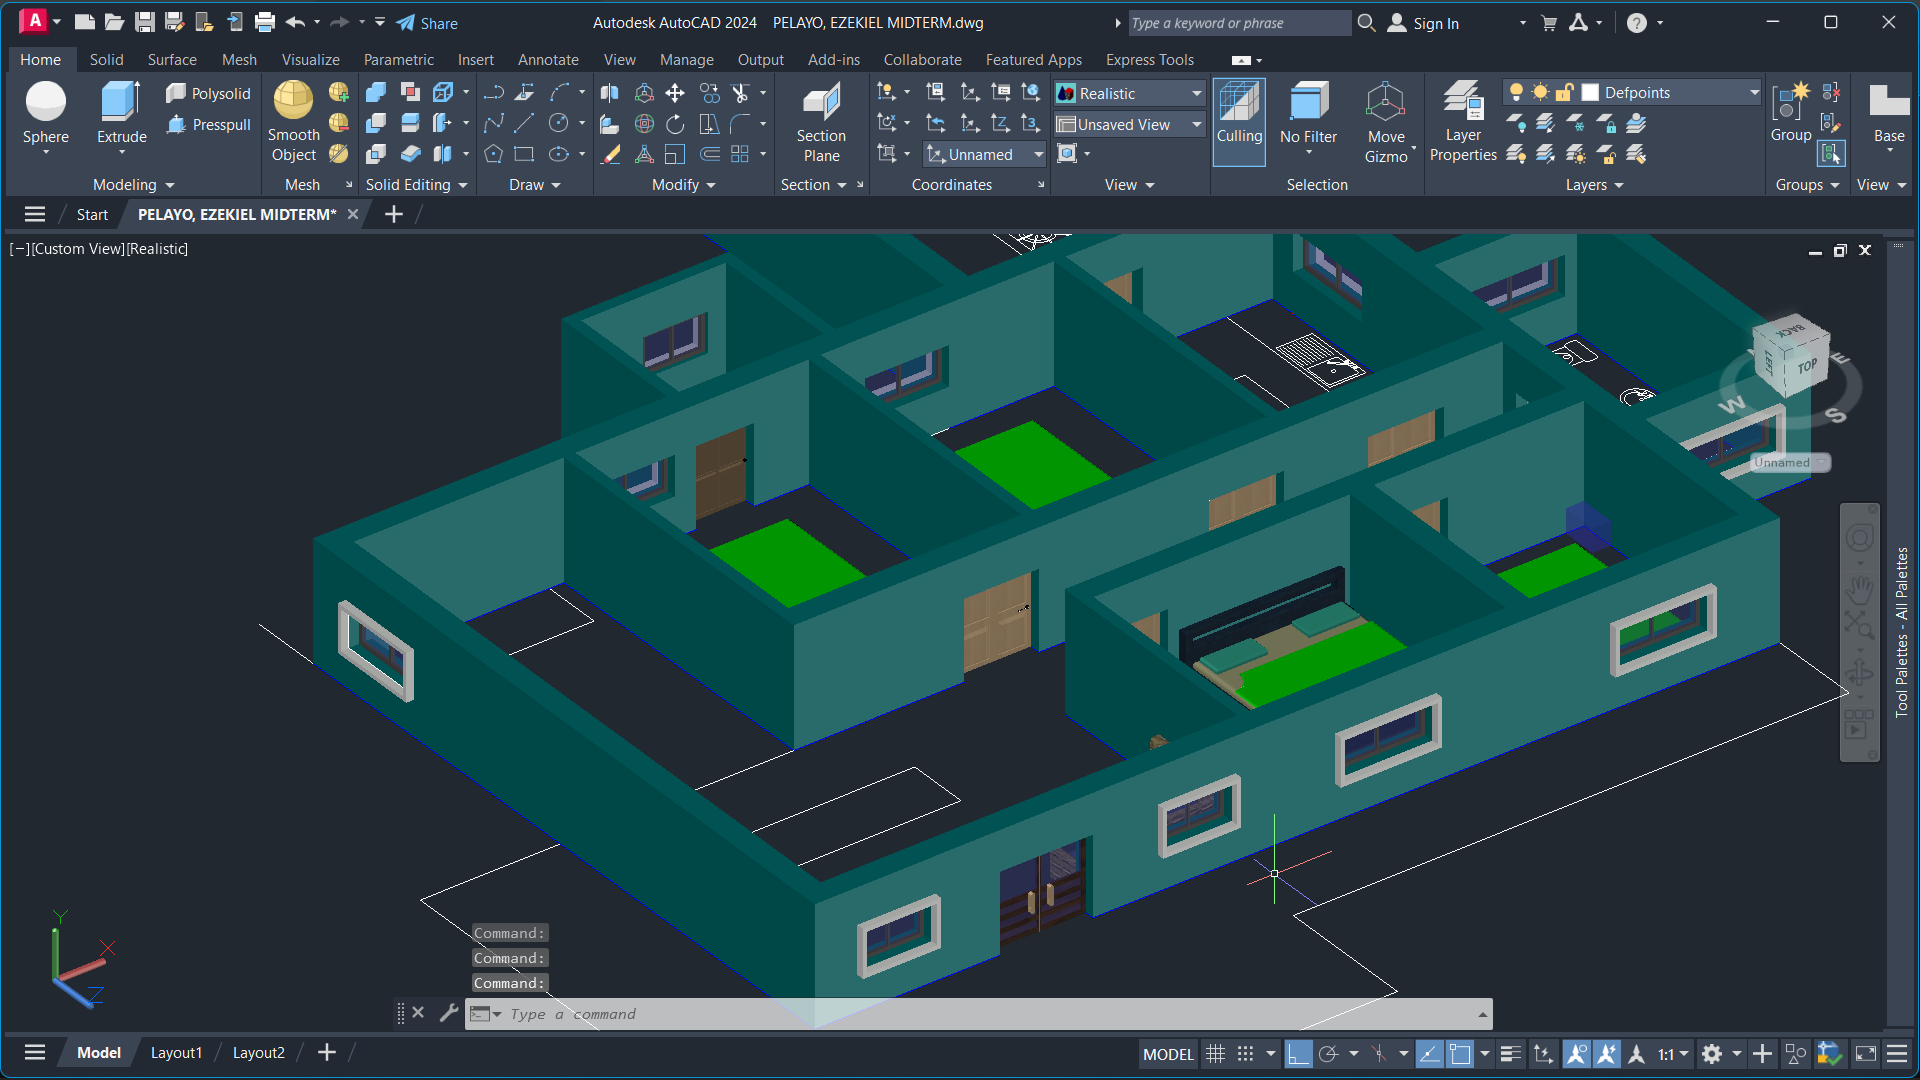 A
Share
Autodesk AutoCAD 2024 PELAYO, EZEKIEL MIDTERM.dwg
Type a keyword or phrase
Sign In
?
Home Solid Surface Mesh Visualize Parametric Insert Annotate View Manage Output Add-ins Collaborate Featured Apps Express Tools
Sphere
Extrude
Polysolid
Presspull
Modeling
Smooth
Object
Mesh
Solid Editing
Draw
Modify
Section
Plane
Section
Unnamed
Coordinates
Realistic
Unsaved View
View
Culling
No Filter
Move
Gizmo
Selection
Layer
Properties
Defpoints
Layers
Group
Groups
Base
View
Start
PELAYO, EZEKIEL MIDTERM*
[−][Custom View][Realistic]
BACK
LEFT
TOP
E
W
S
Unnamed
Tool Palettes - All Palettes
Y
X
Z
Command:
Command:
Command:
Type a command
Model Layout1 Layout2
MODEL
1:1